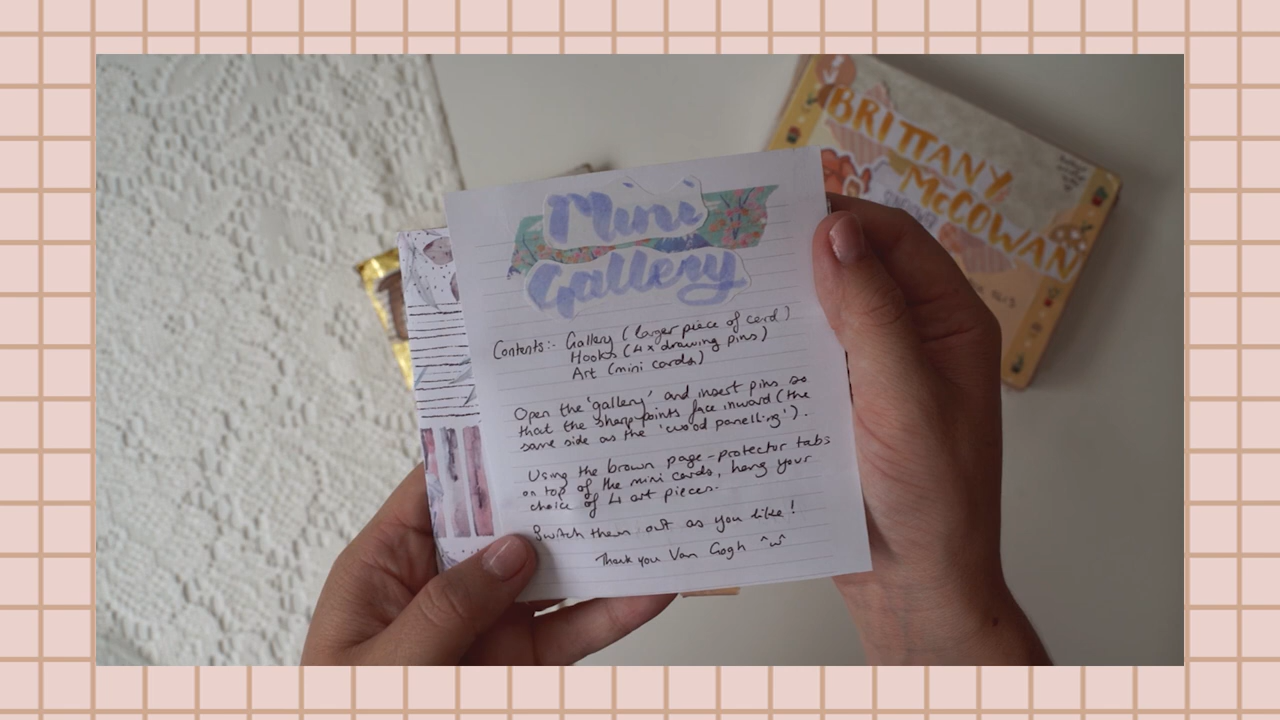 Mini
Gallery
Contents:- Gallery (larger piece of card)
Hooks (4x drawing pins)
Art (mini cards)
Open the 'gallery' and insert pins so
that the sharp points face inward (the
same side as the 'wood panelling').
Using the brown page-protector tabs
on top of the mini cards, hang your
choice of 4 art pieces.
Switch them out as you like!
Thank you Van Gogh ^w^
BRITTANY
McCOWAN